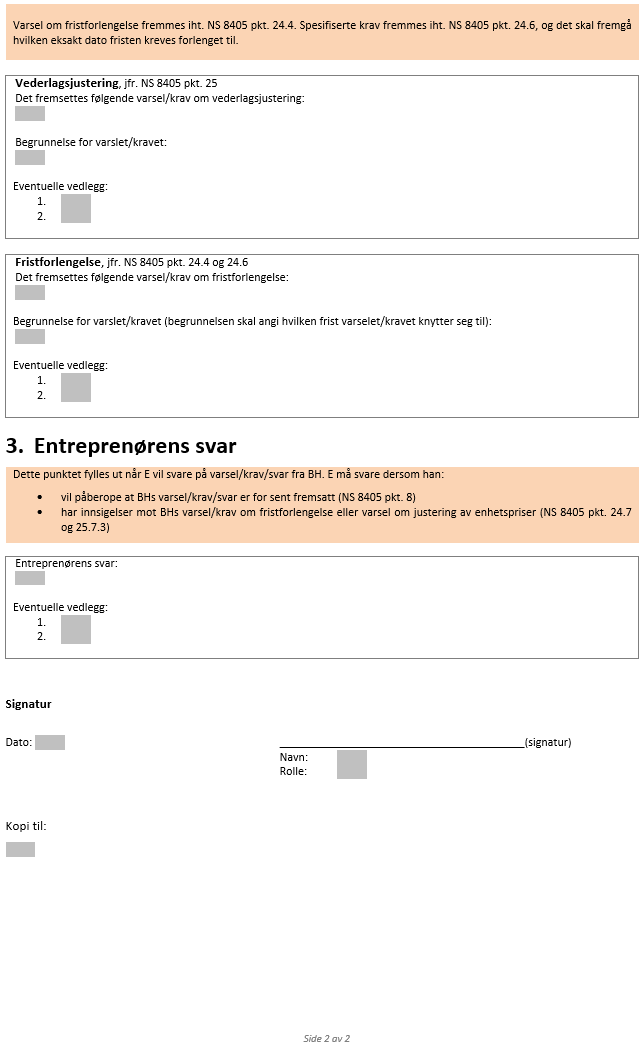 Varsel om fristforlengelse fremmes iht. NS 8405 pkt. 24.4. Spesifiserte krav fremmes iht. NS 8405 pkt. 24.6, og det skal fremgå
hvilken eksakt dato fristen kreves forlenget til.
Vederlagsjustering, jfr. NS 8405 pkt. 25
Det fremsettes følgende varsel/krav om vederlagsjustering:
Begrunnelse for varslet/kravet:
Eventuelle vedlegg:
1.
2.
Fristforlengelse, jfr. NS 8405 pkt. 24.4 og 24.6
Det fremsettes følgende varsel/krav om fristforlengelse:
Begrunnelse for varslet/kravet (begrunnelsen skal angi hvilken frist varselet/kravet knytter seg til):
Eventuelle vedlegg:
1.
2.
3. Entreprenørens svar
Dette punktet fylles ut når E vil svare på varsel/krav/svar fra BH. E må svare dersom han:
• vil påberope at BHs varsel/krav/svar er for sent fremsatt (NS 8405 pkt. 8)
• har innsigelser mot BHs varsel/krav om fristforlengelse eller varsel om justering av enhetspriser (NS 8405 pkt. 24.7
og 25.7.3)
Entreprenørens svar:
Eventuelle vedlegg:
1.
2.
Signatur
Dato: (signatur)
Navn:
Rolle:
Kopi til:
Side 2 av 2